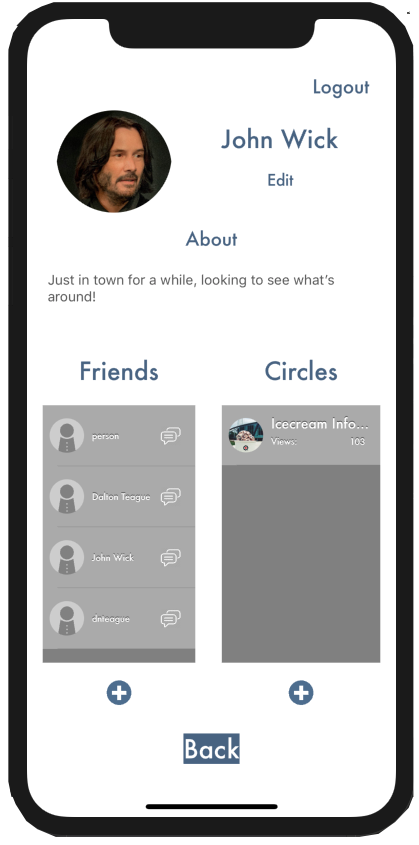 Logout
John Wick
Edit
About
Just in town for a while, looking to see what's
around!
Friends
Circles
person
Dalton Teague
John Wick
dnteague
Icecream Info...
Views: 103
Back